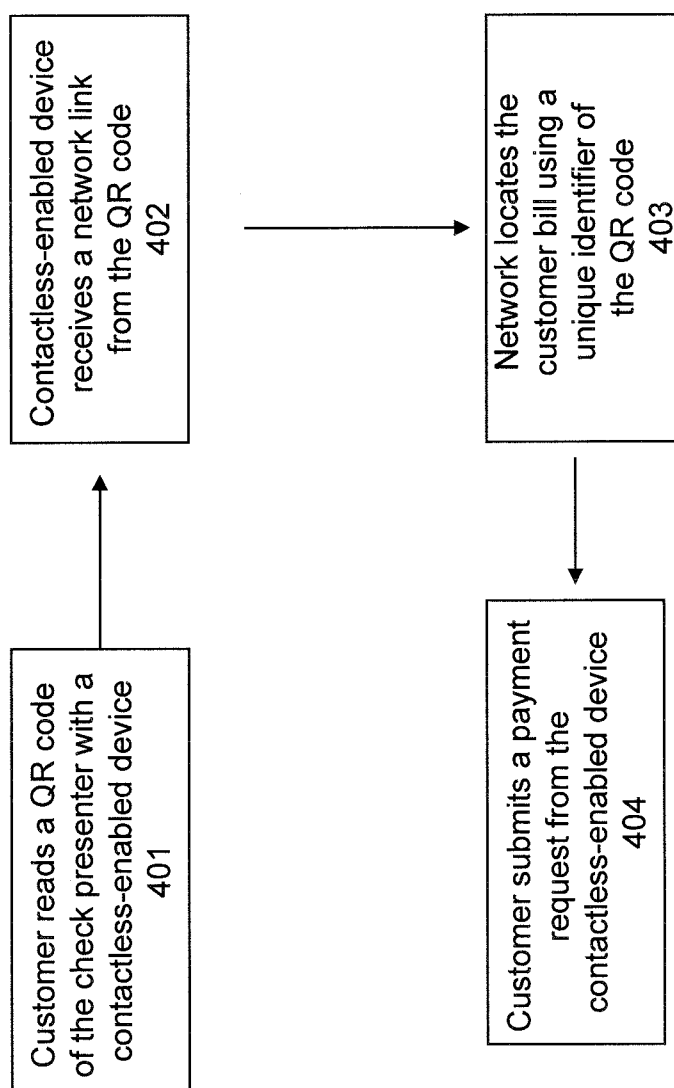 Customer reads a QR code
of the check presenter with a
contactless-enabled device
401
Contactless-enabled device
receives a network link
from the QR code
402
Network locates the
customer bill using a
unique identifier of
the QR code
403
Customer submits a payment
request from the
contactless-enabled device
404